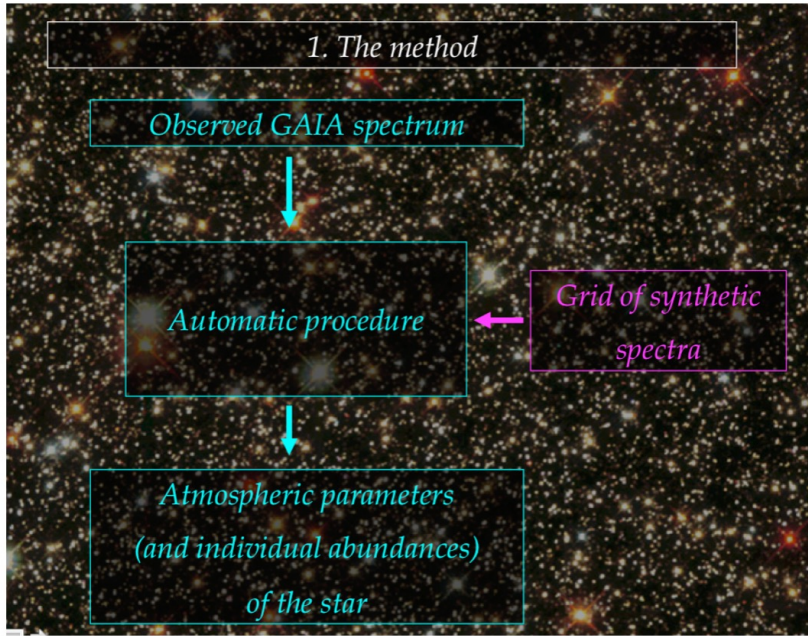 1. The method
Observed GAIA spectrum
Automatic procedure
Grid of synthetic
spectra
Atmospheric parameters
(and individual abundances)
of the star